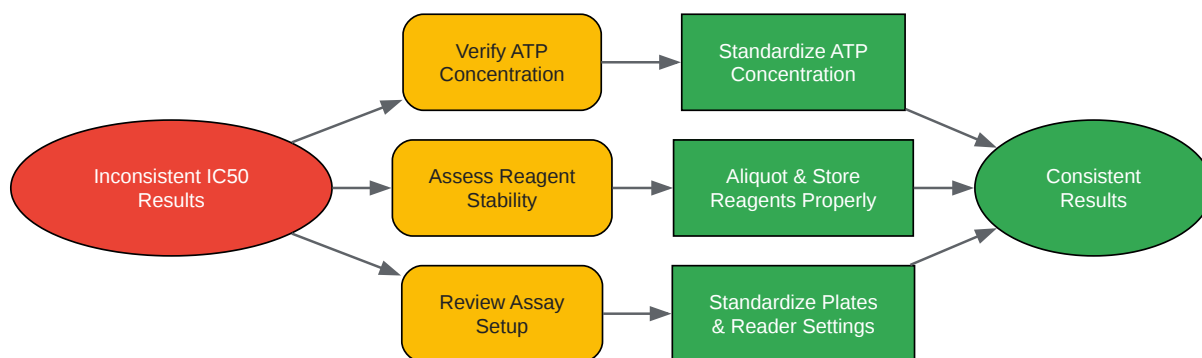 Inconsistent IC50
Results
Verify ATP
Concentration
Standardize ATP
Concentration
Assess Reagent
Stability
Aliquot & Store
Reagents Properly
Review Assay
Setup
Standardize Plates
& Reader Settings
Consistent
Results